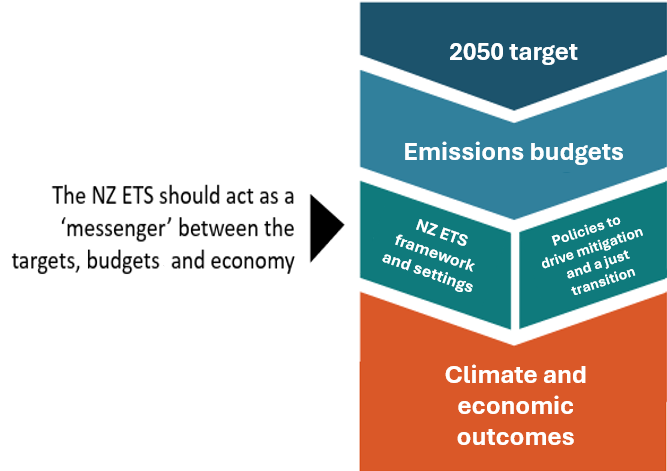 The NZ ETS should act as a
‘messenger’ between the
targets, budgets and economy
2050 target
Emissions budgets
NZ ETS
framework
and settings
Policies to
drive mitigation
and a just
transition
Climate and
economic
outcomes